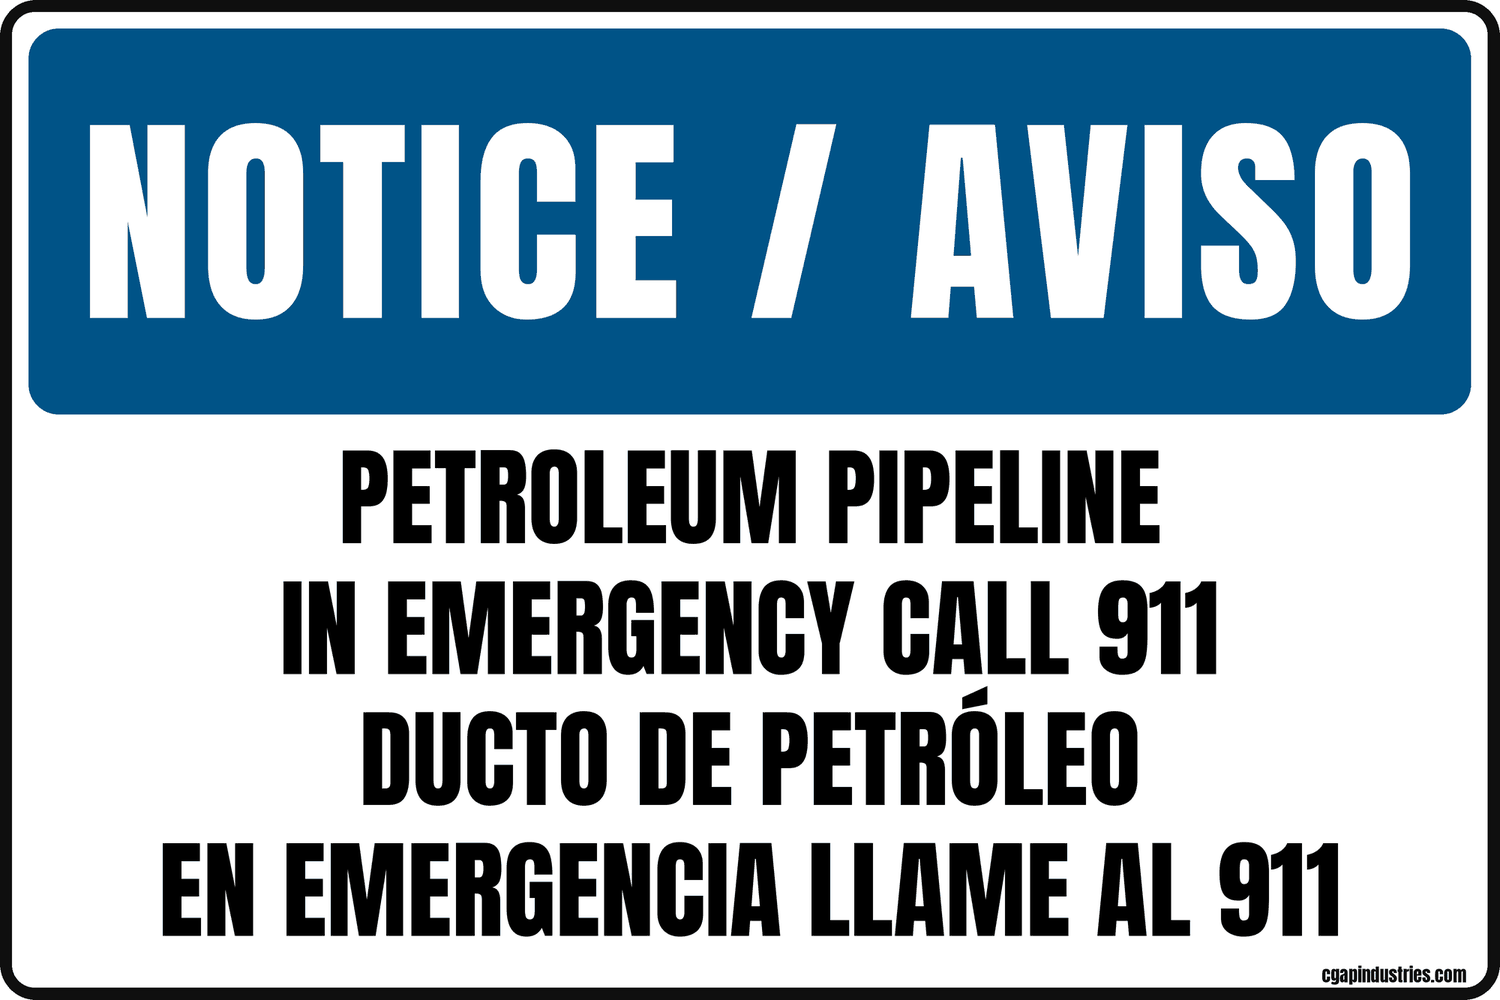 NOTICE / AVISO
PETROLEUM PIPELINE
IN EMERGENCY CALL 911
DUCTO DE PETRÓLEO
EN EMERGENCIA LLAME AL 911
cgapindustries.com